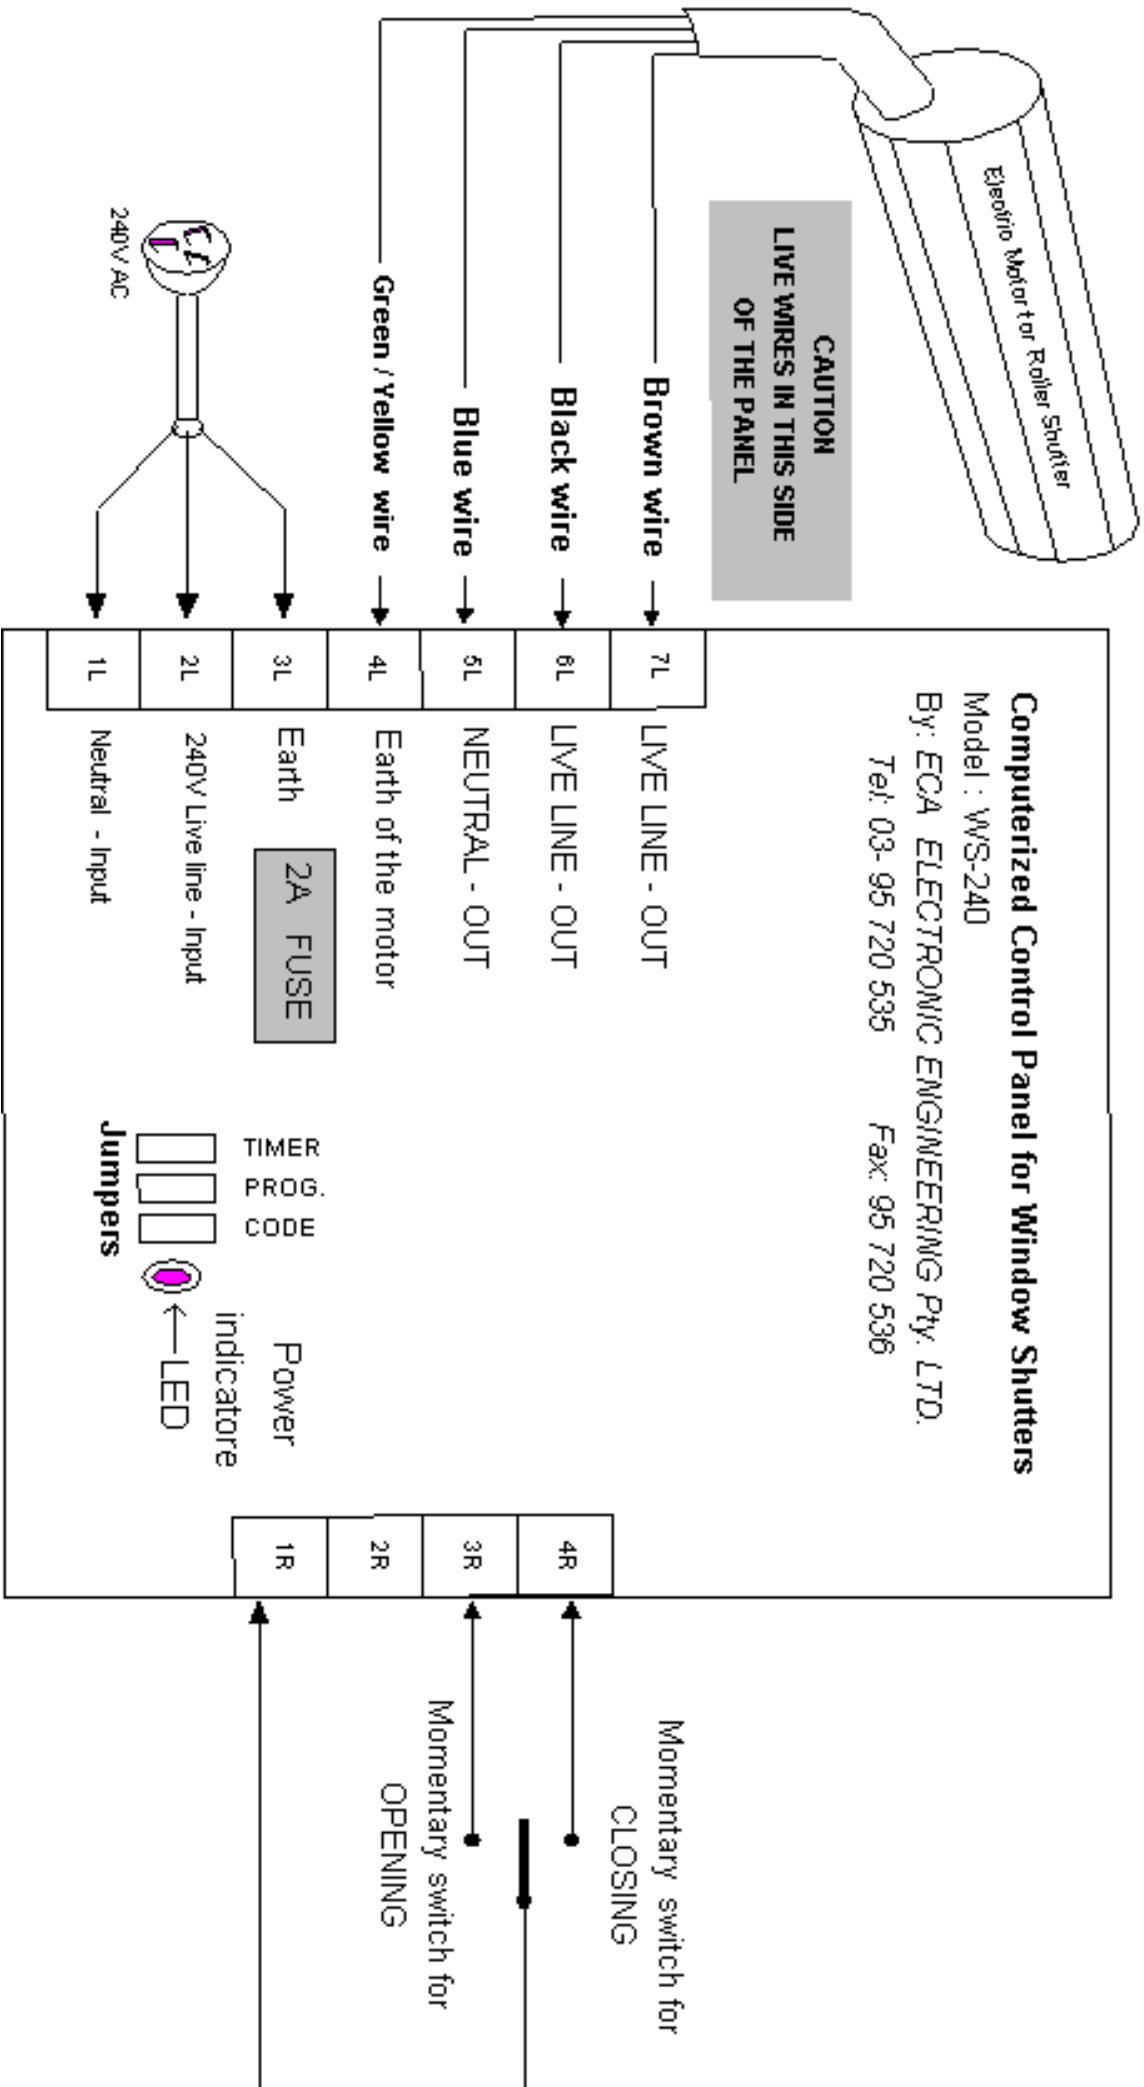 Electric Motor for Roller Shutter
CAUTION
LIVE WIRES IN THIS SIDE
OF THE PANEL
Brown wire
Black wire
Blue wire
Green / Yellow wire
240V AC
Computerized Control Panel for Window Shutters
Model : WS-240
By: ECA ELECTRONIC ENGINEERING Pty. LTD.
Tel: 03- 95 720 535 Fax: 95 720 536
7L LIVE LINE - OUT
6L LIVE LINE - OUT
5L NEUTRAL - OUT
4L Earth of the motor
3L Earth
2L 240V Live line - Input
1L Neutral - Input
2A FUSE
TIMER
PROG.
CODE
Jumpers
Power
indicatore
LED
4R
3R
2R
1R
Momentary switch for
CLOSING
Momentary switch for
OPENING